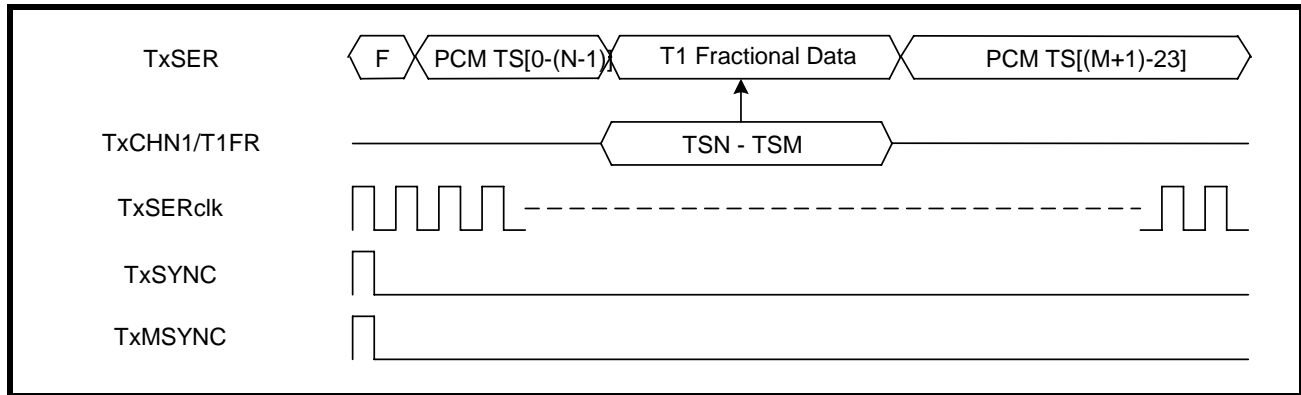 TxSER F PCM TS[0-(N-1)] T1 Fractional Data PCM TS[(M+1)-23]
TxCHN1/T1FR TSN - TSM
TxSERclk
TxSYNC
TxMSYNC